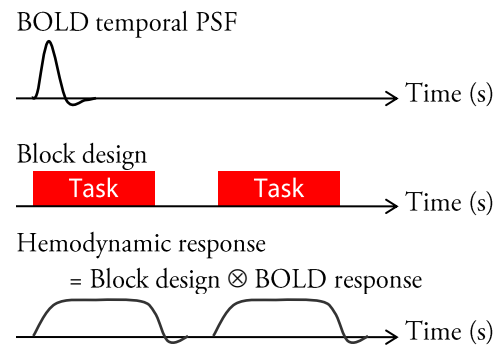 BOLD temporal PSF
Time (s)
Block design
Task Task
Time (s)
Hemodynamic response
= Block design ⊗ BOLD response
Time (s)